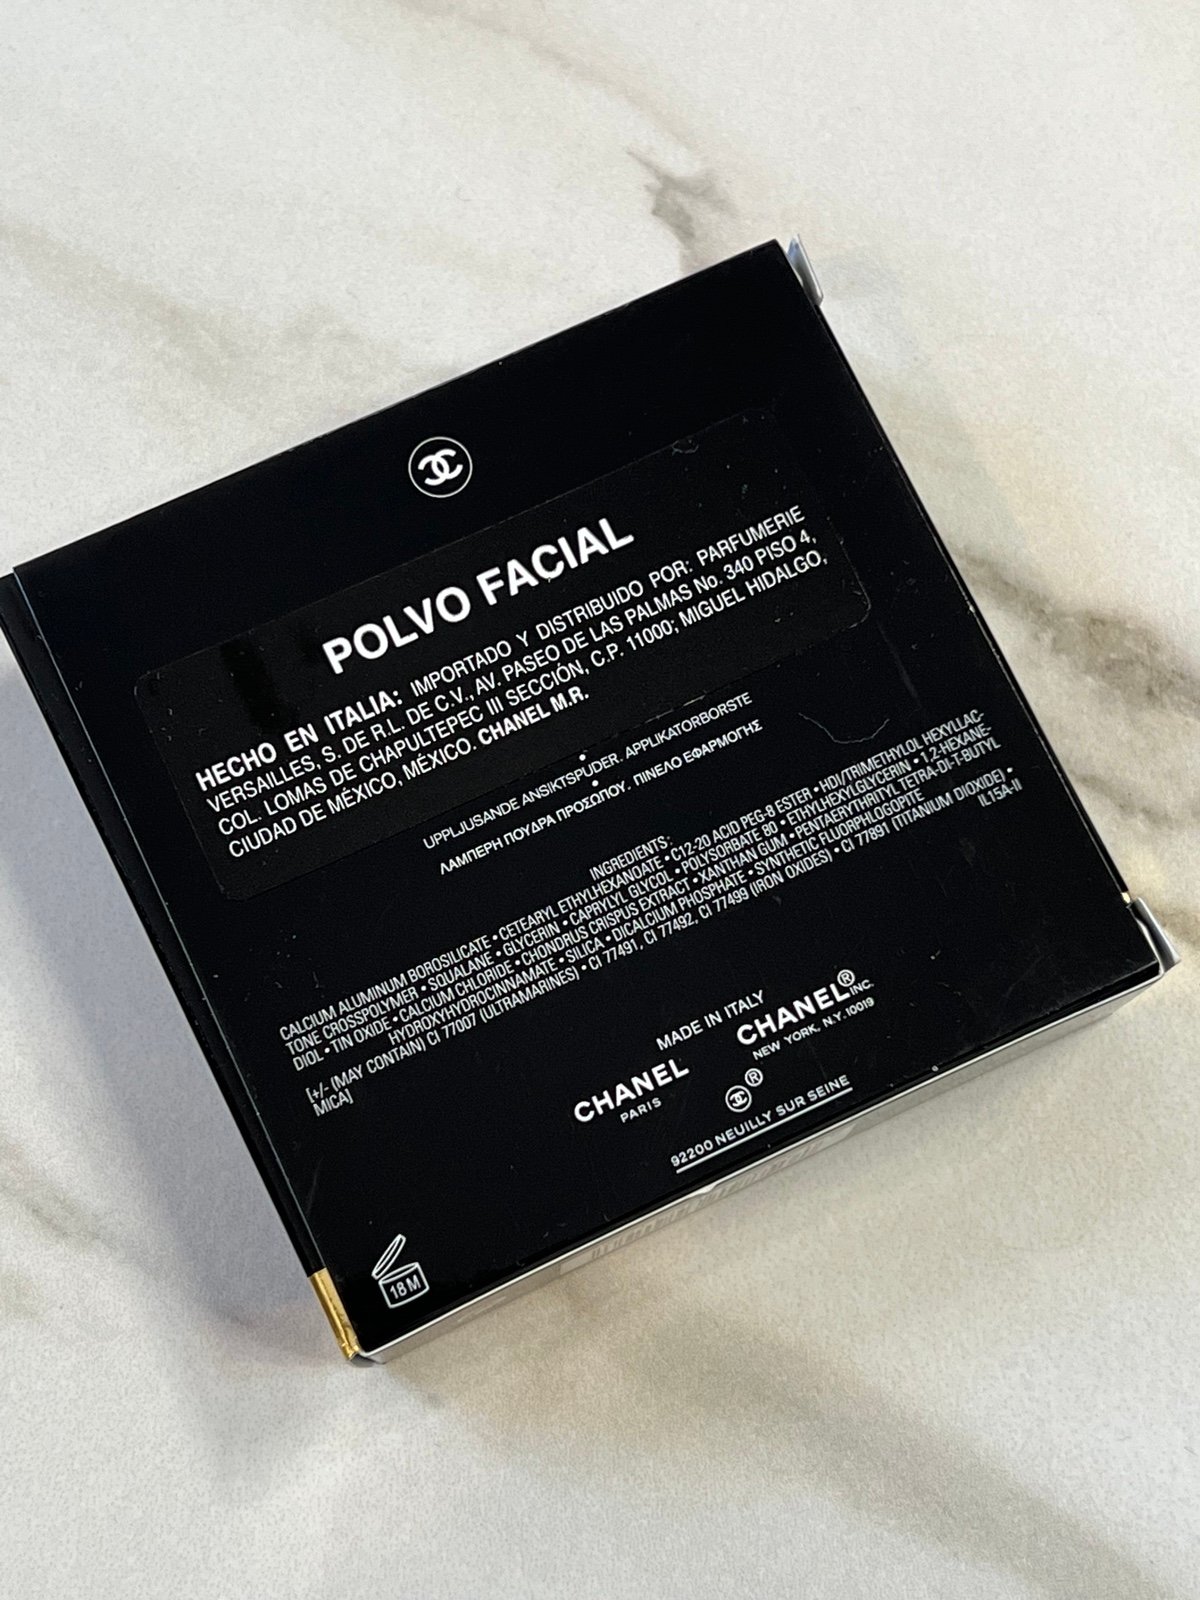 POLVO FACIAL
HECHO EN ITALIA: IMPORTADO Y DISTRIBUIDO POR: PARFUMERIE
VERSAILLES, S. DE R.L. DE C.V., AV. PASEO DE LAS PALMAS No. 340 PISO 4,
COL. LOMAS DE CHAPULTEPEC III SECCIÓN, C.P. 11000; MIGUEL HIDALGO,
CIUDAD DE MÉXICO, MÉXICO. CHANEL M.R.
UPPLJUSANDE ANSIKTSPUDER. APPLIKATORBORSTE
ΛΑΜΠΕΡΗ ΠΟΥΔΡΑ ΠΡΟΣΩΠΟΥ. ΠΙΝΕΛΟ ΕΦΑΡΜΟΓΗΣ
INGREDIENTS:
CALCIUM ALUMINUM BOROSILICATE • CETEARYL ETHYLHEXANOATE • C12-20 ACID PEG-8 ESTER • HDI/TRIMETHYLOL HEXYLLAC-
TONE CROSSPOLYMER • SQUALANE • GLYCERIN • CAPRYLYL GLYCOL • POLYSORBATE 80 • ETHYLHEXYLGLYCERIN • 1,2-HEXANE-
DIOL • TIN OXIDE • CALCIUM CHLORIDE • CHONDRUS CRISPUS EXTRACT • XANTHAN GUM • PENTAERYTHRITYL TETRA-DI-T-BUTYL
HYDROXYHYDROCINNAMATE • SILICA • DICALCIUM PHOSPHATE • SYNTHETIC FLUORPHLOGOPITE
[+/- (MAY CONTAIN) CI 77007 (ULTRAMARINES) • CI 77491, CI 77492, CI 77499 (IRON OXIDES) • CI 77891 (TITANIUM DIOXIDE) •
MICA] IL15A-II
MADE IN ITALY
CHANEL CHANEL® INC.
PARIS NEW YORK, N.Y. 10019
®
92200 NEUILLY SUR SEINE
18 M